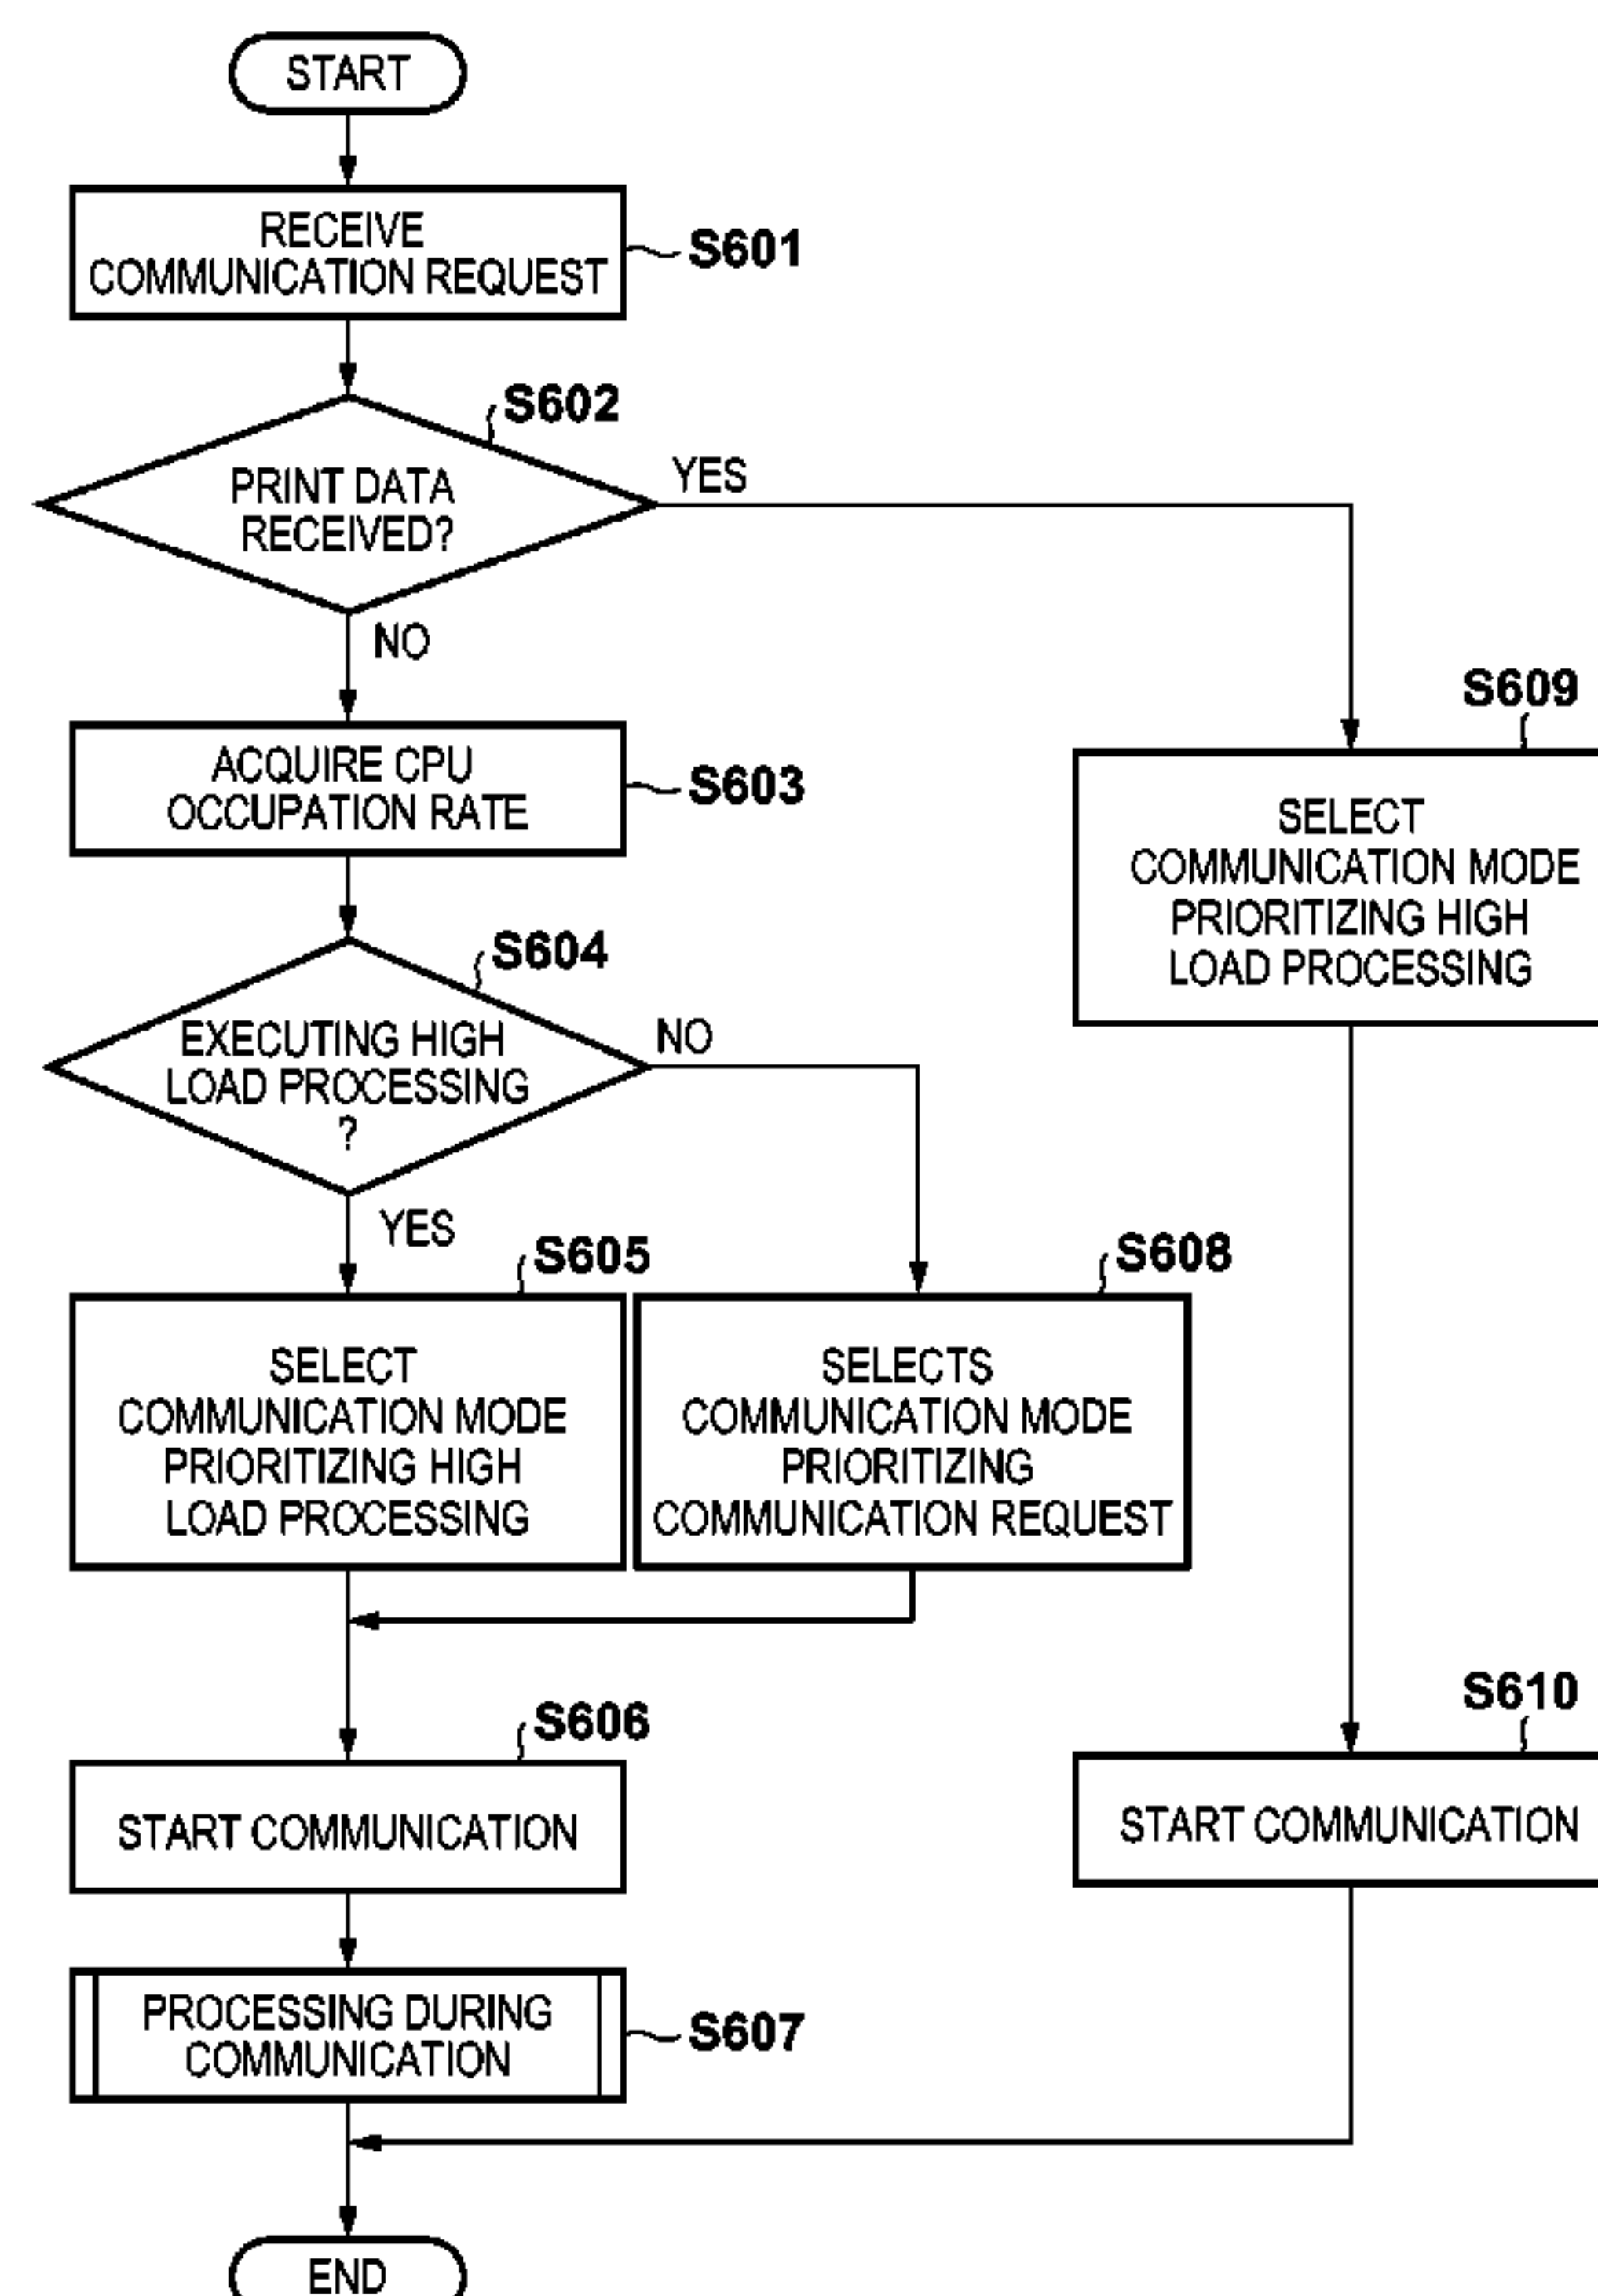 START
RECEIVE
COMMUNICATION REQUEST
S601
S602
PRINT DATA
RECEIVED?
YES
NO
ACQUIRE CPU
OCCUPATION RATE
S603
S609
SELECT
COMMUNICATION MODE
PRIORITIZING HIGH
LOAD PROCESSING
S604
EXECUTING HIGH
LOAD PROCESSING
?
NO
YES
S605
SELECT
COMMUNICATION MODE
PRIORITIZING HIGH
LOAD PROCESSING
S608
SELECTS
COMMUNICATION MODE
PRIORITIZING
COMMUNICATION REQUEST
S606
START COMMUNICATION
S610
START COMMUNICATION
PROCESSING DURING
COMMUNICATION
S607
END